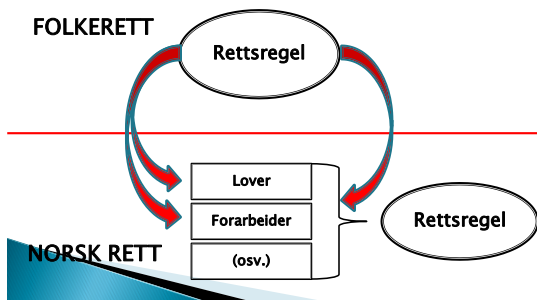 FOLKERETT
Rettsregel
Lover
Forarbeider
(osv.)
Rettsregel
NORSK RETT